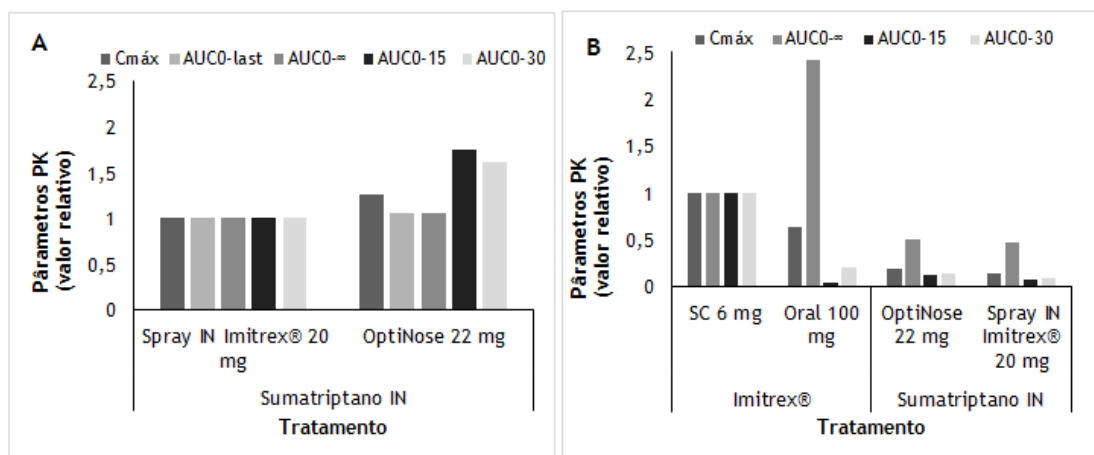 A
Cmáx AUC0-last AUC0-∞ AUC0-15 AUC0-30
2,5
2
1,5
1
0,5
0
Pârametros PK
(valor relativo)
Spray IN Imitrex® 20
mg
OptiNose 22 mg
Sumatriptano IN
Tratamento
B
Cmáx AUC0-∞ AUC0-15 AUC0-30
2,5
2
1,5
1
0,5
0
Pârametros PK
(valor relativo)
SC 6 mg
Oral 100
mg
OptiNose
22 mg
Spray IN
Imitrex®
20 mg
Imitrex®
Sumatriptano IN
Tratamento